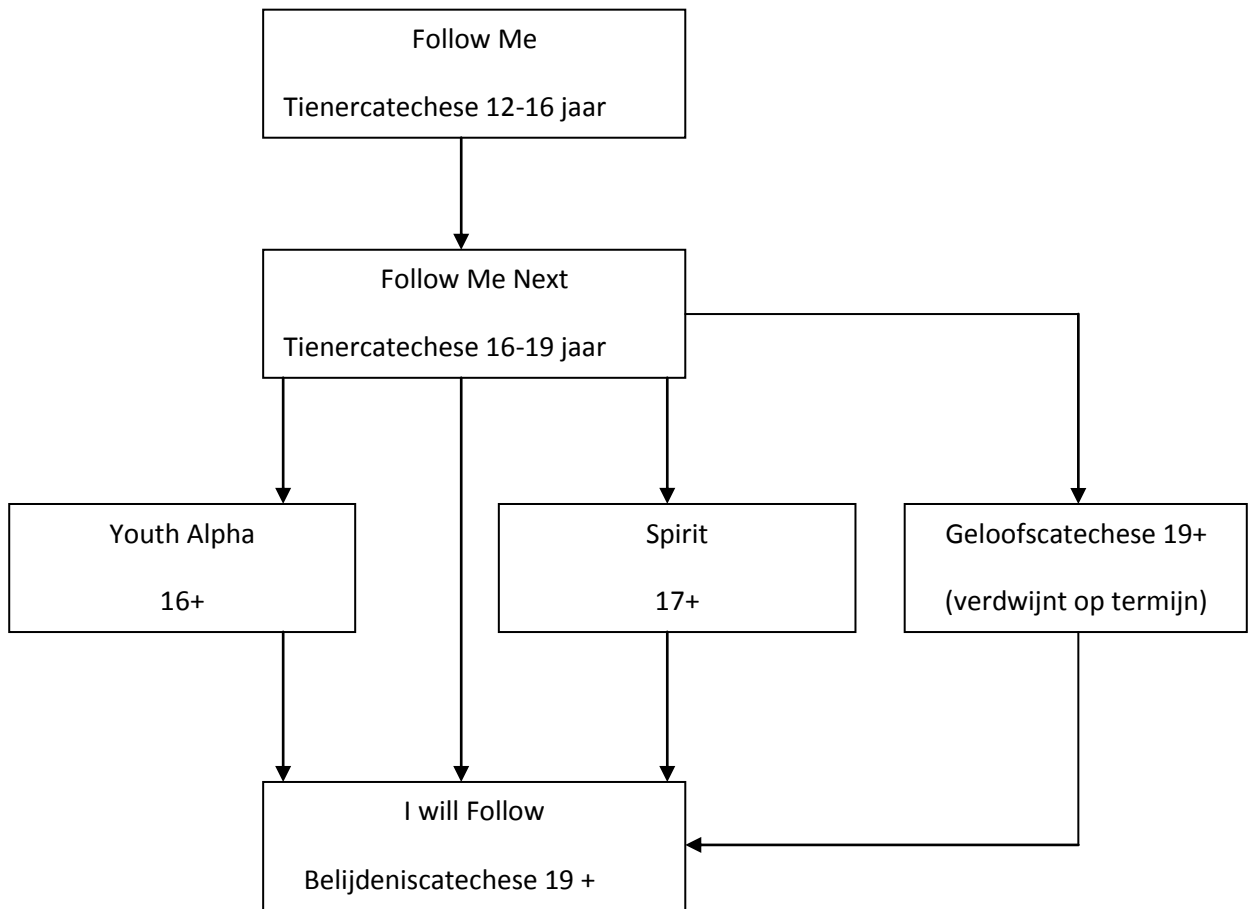 Follow Me
Tienercatechese 12-16 jaar
Follow Me Next
Tienercatechese 16-19 jaar
Youth Alpha
16+
Spirit
17+
Geloofscatechese 19+
(verdwijnt op termijn)
I will Follow
Belijdeniscatechese 19 +